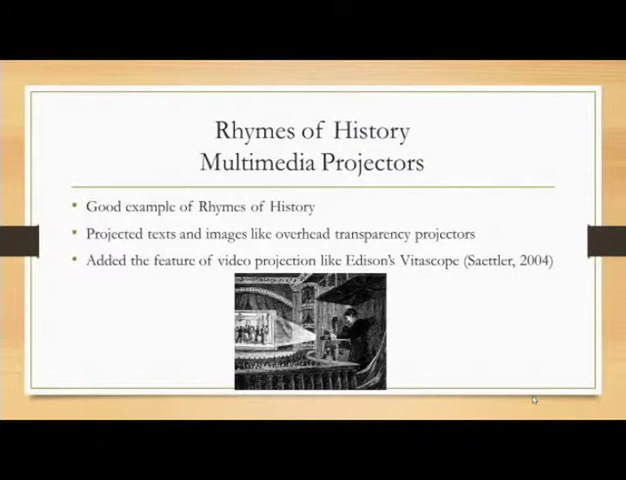 Rhymes of History
Multimedia Projectors
Good example of Rhymes of History
Projected texts and images like overhead transparency projectors
Added the feature of video projection like Edison's Vitascope (Saettler, 2004)